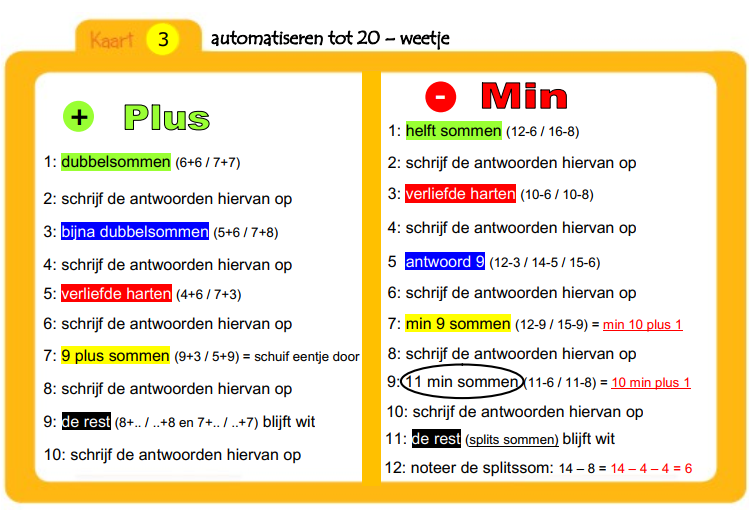 Kaart 3 automatiseren tot 20 – weetje
+ Plus
1: dubbelsommen (6+6 / 7+7)
2: schrijf de antwoorden hiervan op
3: bijna dubbelsommen (5+6 / 7+8)
4: schrijf de antwoorden hiervan op
5: verliefde harten (4+6 / 7+3)
6: schrijf de antwoorden hiervan op
7: 9 plus sommen (9+3 / 5+9) = schuif eentje door
8: schrijf de antwoorden hiervan op
9: de rest (8+.. / ..+8 en 7+.. / ..+7) blijft wit
10: schrijf de antwoorden hiervan op
- Min
1: helft sommen (12-6 / 16-8)
2: schrijf de antwoorden hiervan op
3: verliefde harten (10-6 / 10-8)
4: schrijf de antwoorden hiervan op
5 antwoord 9 (12-3 / 14-5 / 15-6)
6: schrijf de antwoorden hiervan op
7: min 9 sommen (12-9 / 15-9) = min 10 plus 1
8: schrijf de antwoorden hiervan op
9: 11 min sommen (11-6 / 11-8) = 10 min plus 1
10: schrijf de antwoorden hiervan op
11: de rest (splits sommen) blijft wit
12: noteer de splitssom: 14 – 8 = 14 – 4 – 4 = 6